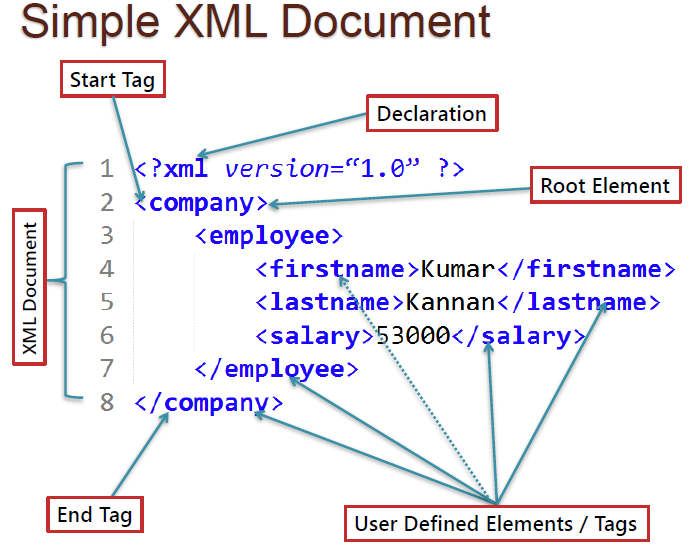 Simple XML Document
Start Tag
Declaration
1 <?xml version=“1.0” ?>
2 <company>
Root Element
3 <employee>
4 <firstname>Kumar</firstname>
5 <lastname>Kannan</lastname>
6 <salary>53000</salary>
7 </employee>
8 </company>
XML Document
End Tag
User Defined Elements / Tags